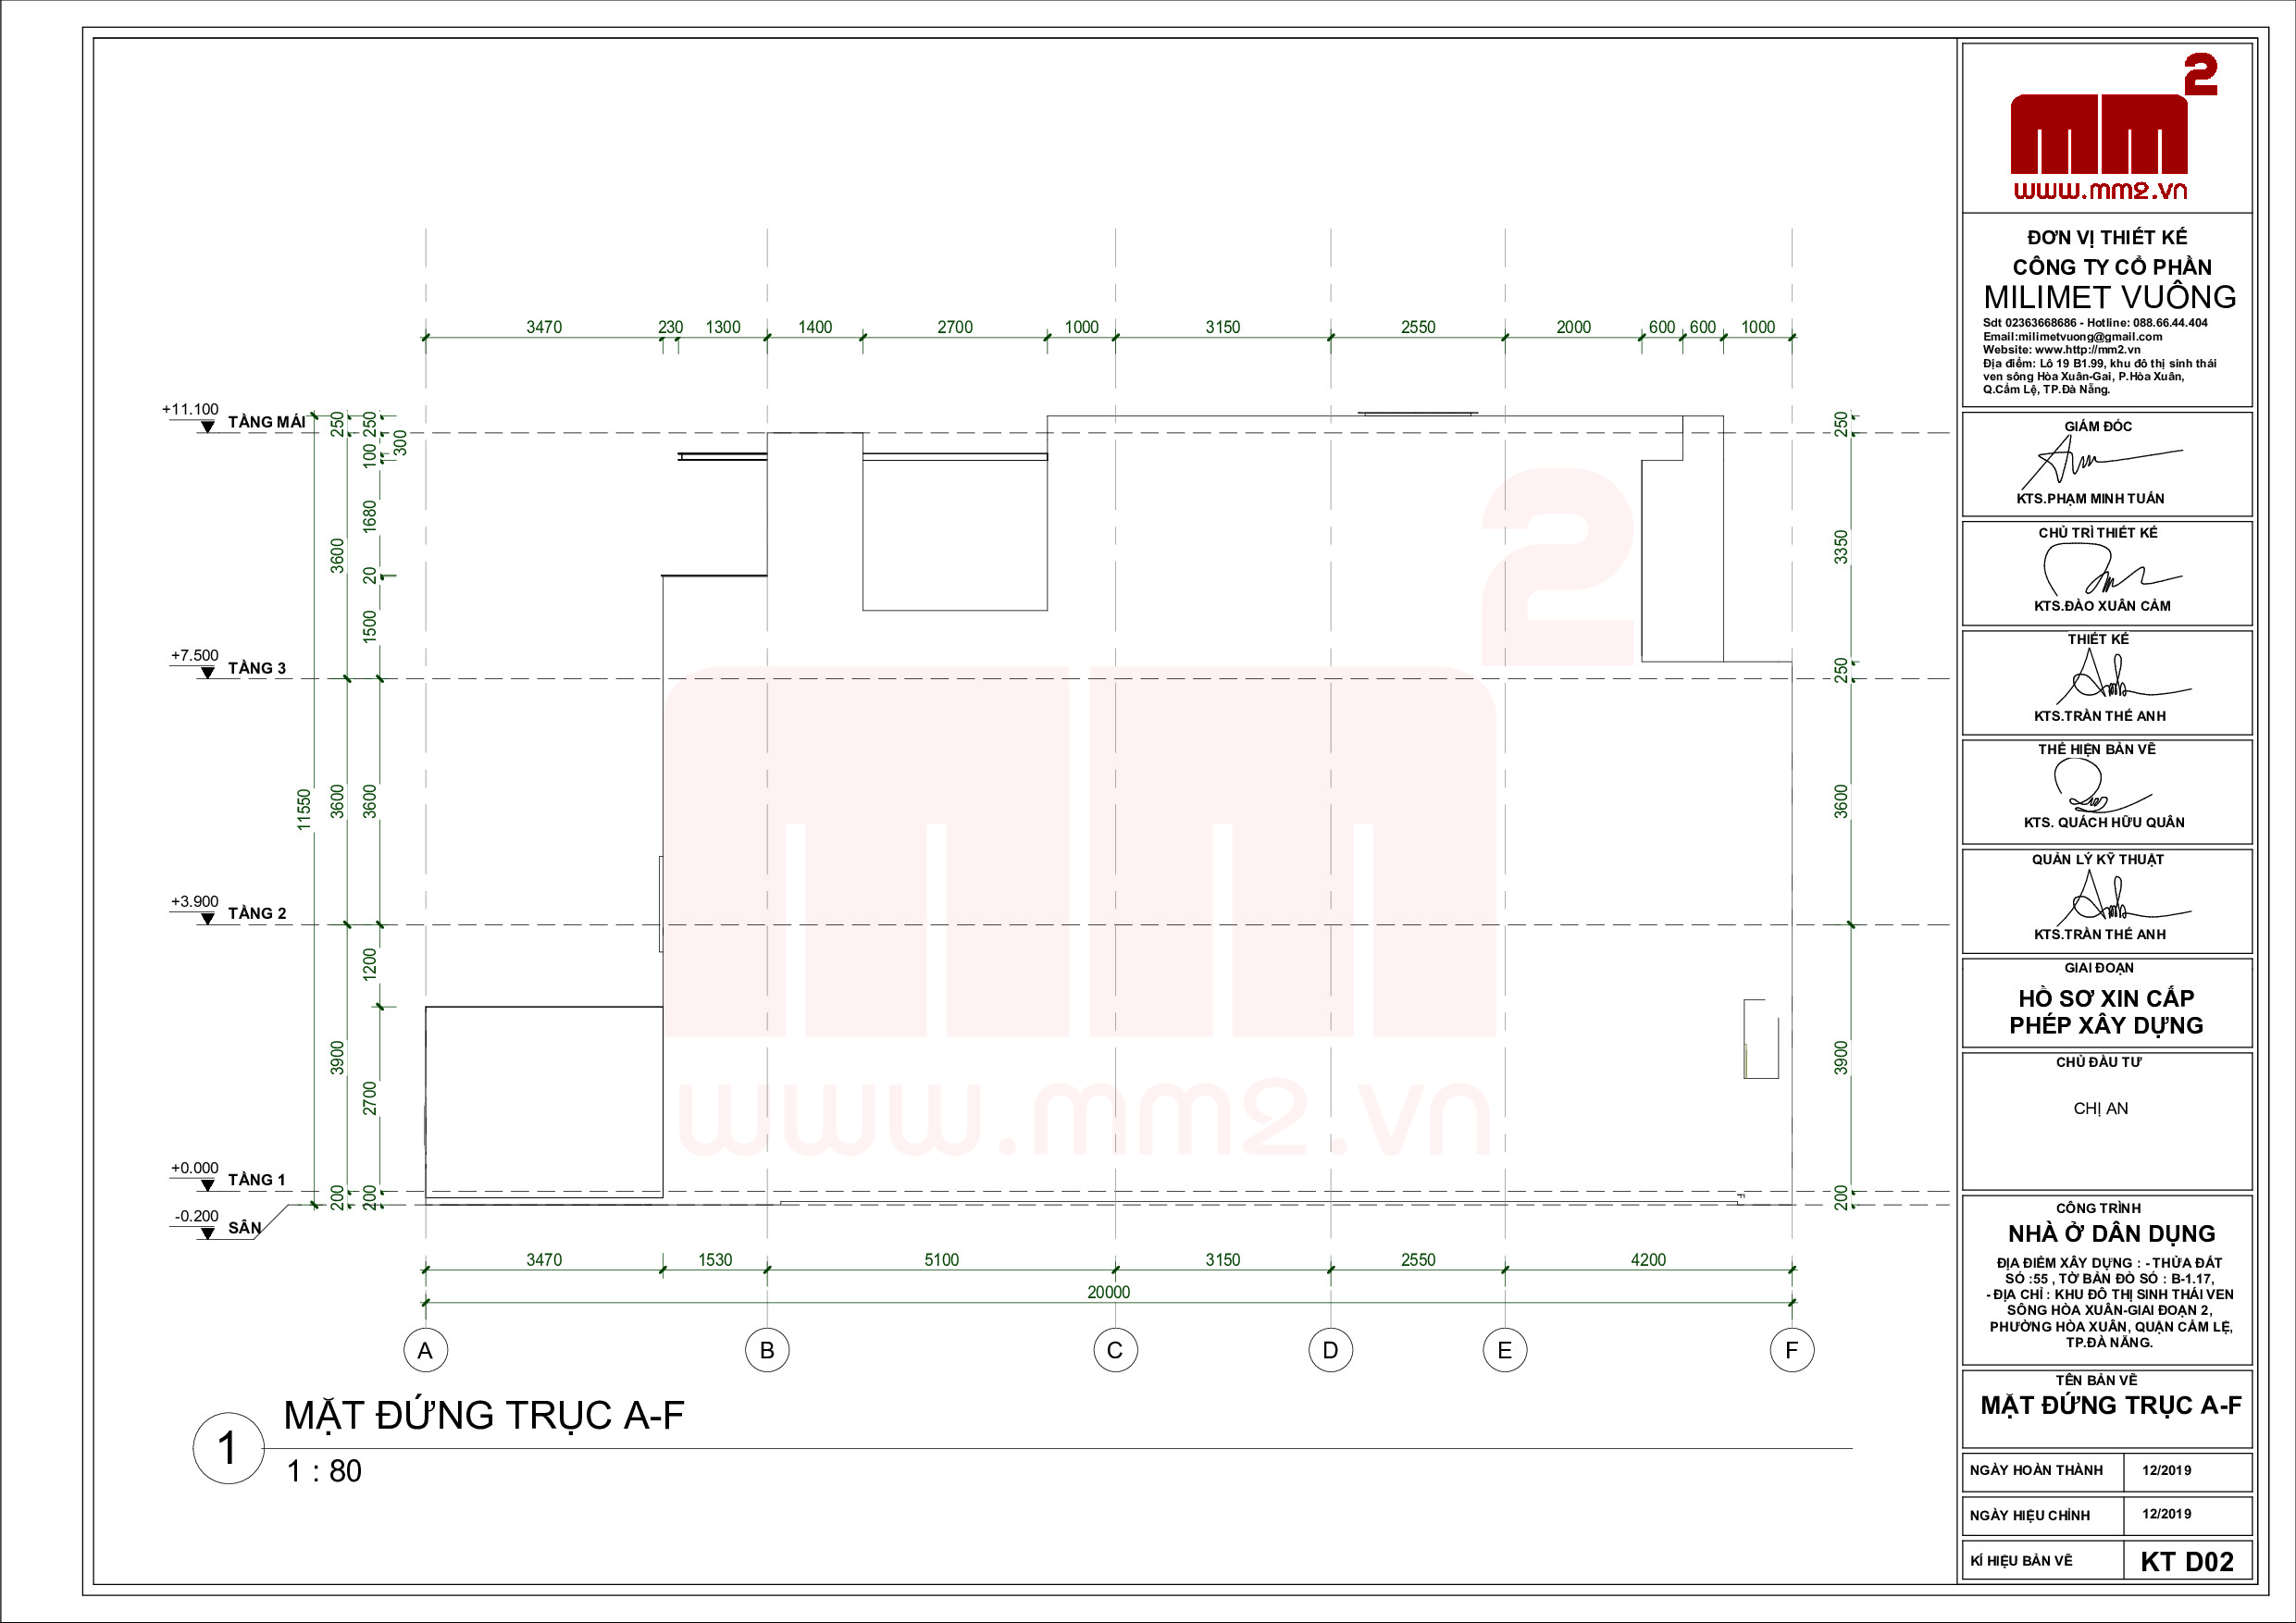 3470 230 1300 1400 2700 1000 3150 2550 2000 600 600 1000
+11.100 TẦNG MÁI
+7.500 TẦNG 3
+3.900 TẦNG 2
+0.000 TẦNG 1
-0.200 SÂN
11550
250 3600 3600 3900 200
250 100 1680 20 1500 3600 1200 2700 200
300
250 3350 250 3600 3900 200
mm2
www.mm2.vn
3470 1530 5100 3150 2550 4200
20000
A B C D E F
1 MẶT ĐỨNG TRỤC A-F
1 : 80
mm2
www.mm2.vn
ĐƠN VỊ THIẾT KẾ
CÔNG TY CỔ PHẦN
MILIMET VUÔNG
Sdt 02363668686 - Hotline: 088.66.44.404
Email:milimetvuong@gmail.com
Website: www.http://mm2.vn
Địa điểm: Lô 19 B1.99, khu đô thị sinh thái
ven sông Hòa Xuân-Gai, P.Hòa Xuân,
Q.Cẩm Lệ, TP.Đà Nẵng.
GIÁM ĐỐC
KTS.PHẠM MINH TUẤN
CHỦ TRÌ THIẾT KẾ
KTS.ĐÀO XUÂN CẢM
THIẾT KẾ
KTS.TRẦN THẾ ANH
THỂ HIỆN BẢN VẼ
KTS. QUÁCH HỮU QUÂN
QUẢN LÝ KỸ THUẬT
KTS.TRẦN THẾ ANH
GIAI ĐOẠN
HỒ SƠ XIN CẤP
PHÉP XÂY DỰNG
CHỦ ĐẦU TƯ
CHỊ AN
CÔNG TRÌNH
NHÀ Ở DÂN DỤNG
ĐỊA ĐIỂM XÂY DỰNG : - THỬA ĐẤT
SỐ :55 , TỜ BẢN ĐỒ SỐ : B-1.17,
- ĐỊA CHỈ : KHU ĐÔ THỊ SINH THÁI VEN
SÔNG HÒA XUÂN-GIAI ĐOẠN 2,
PHƯỜNG HÒA XUÂN, QUẬN CẨM LỆ,
TP.ĐÀ NẴNG.
TÊN BẢN VẼ
MẶT ĐỨNG TRỤC A-F
NGÀY HOÀN THÀNH 12/2019
NGÀY HIỆU CHỈNH 12/2019
KÍ HIỆU BẢN VẼ KT D02